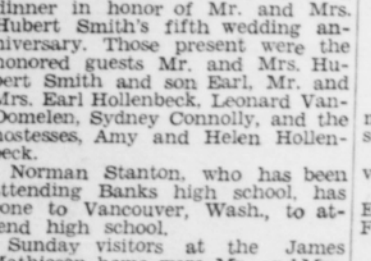 dinner in honor of Mr. and Mrs.
Hubert Smith's fifth wedding an-
niversary. Those present were the
honored guests Mr. and Mrs. Hu-
bert Smith and son Earl, Mr. and
Mrs. Earl Hollenbeck, Leonard Van-
Domelen, Sydney Connolly, and the
hostesses, Amy and Helen Hollen-
beck.
Norman Stanton, who has been
attending Banks high school, has
gone to Vancouver, Wash., to at-
tend high school.
Sunday visitors at the James